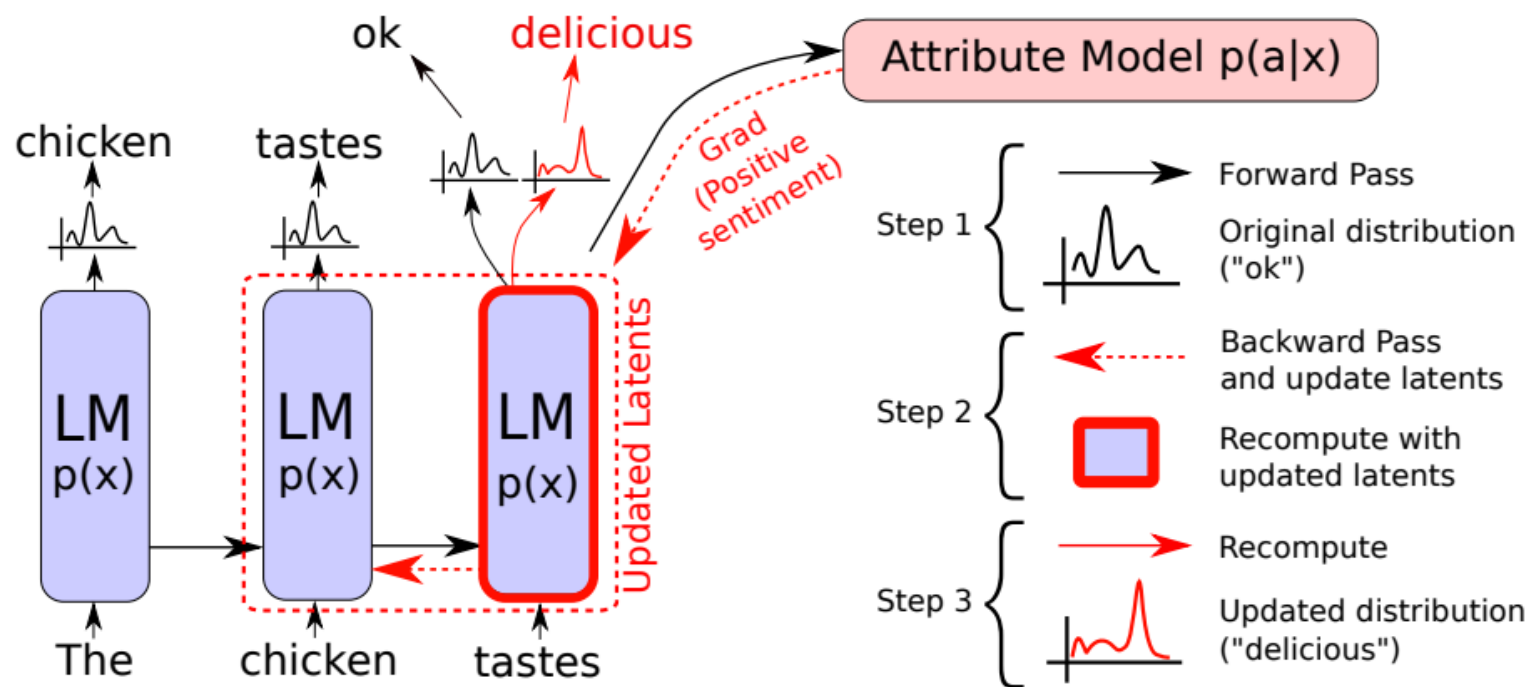 ok
delicious
Attribute Model p(a|x)
chicken
tastes
Grad
(Positive
sentiment)
LM
p(x)
LM
p(x)
LM
p(x)
Updated Latents
The
chicken
tastes
Step 1
Forward Pass
Original distribution
("ok")
Step 2
Backward Pass
and update latents
Recompute with
updated latents
Step 3
Recompute
Updated distribution
("delicious")